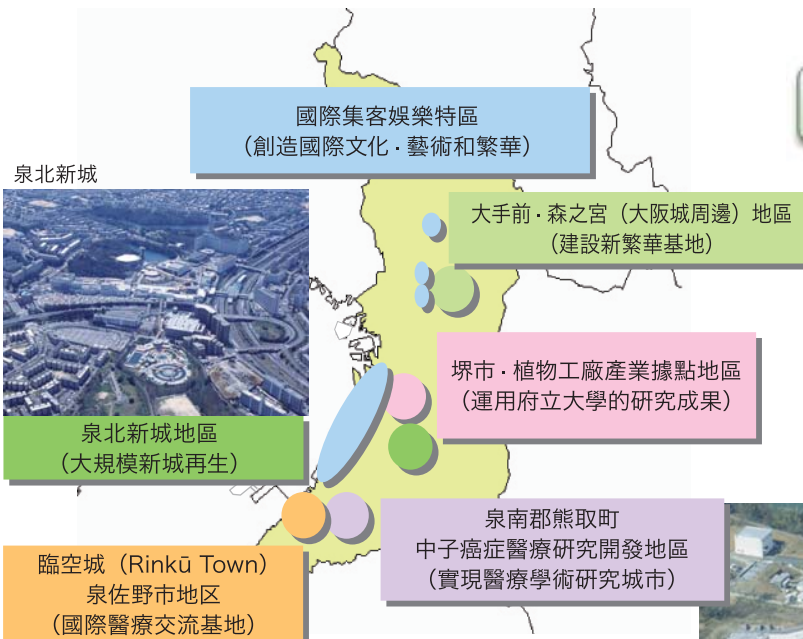 國際集客娛樂特區
(創造國際文化·藝術和繁華)
泉北新城
大手前·森之宮(大阪城周邊)地區
(建設新繁華基地)
堺市·植物工廠產業據點地區
(運用府立大學的研究成果)
泉北新城地區
(大規模新城再生)
泉南郡熊取町
中子癌症醫療研究開發地區
(實現醫療學術研究城市)
臨空城(Rinkū Town)
泉佐野市地区
(國際醫療交流基地)